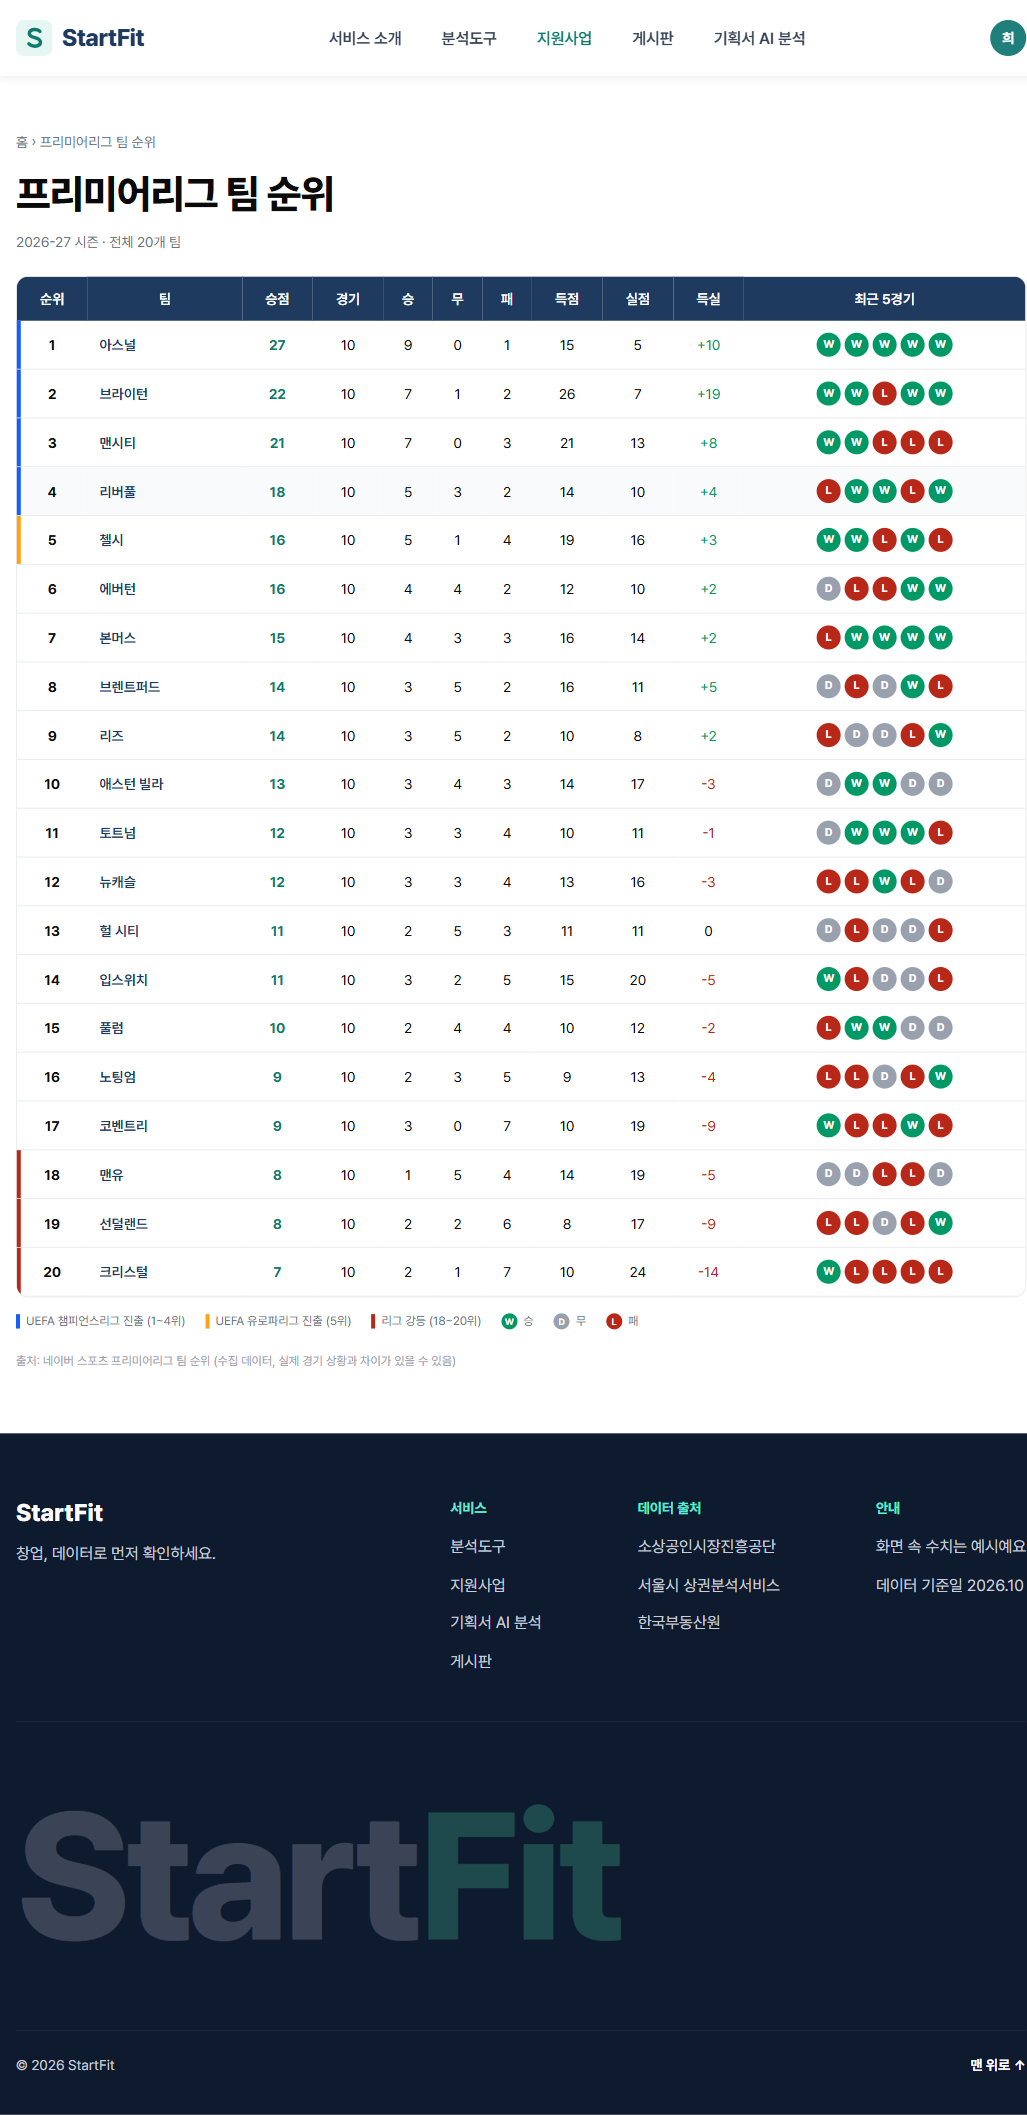 S StartFit 서비스 소개 분석도구 지원사업 게시판 기획서 AI 분석 희
홈 › 프리미어리그 팀 순위
프리미어리그 팀 순위
2026-27 시즌 · 전체 20개 팀
순위 팀 승점 경기 승 무 패 득점 실점 득실 최근 5경기
1 아스널 27 10 9 0 1 15 5 +10 W W W W W
2 브라이턴 22 10 7 1 2 26 7 +19 W W L W W
3 맨시티 21 10 7 0 3 21 13 +8 W W L L L
4 리버풀 18 10 5 3 2 14 10 +4 L W W L W
5 첼시 16 10 5 1 4 19 16 +3 W W L W L
6 에버턴 16 10 4 4 2 12 10 +2 D L L W W
7 본머스 15 10 4 3 3 16 14 +2 L W W W W
8 브렌트퍼드 14 10 3 5 2 16 11 +5 D L D W L
9 리즈 14 10 3 5 2 10 8 +2 L D D L W
10 애스턴 빌라 13 10 3 4 3 14 17 -3 D W W D D
11 토트넘 12 10 3 3 4 10 11 -1 D W W W L
12 뉴캐슬 12 10 3 3 4 13 16 -3 L L W L D
13 헐 시티 11 10 2 5 3 11 11 0 D L D D L
14 입스위치 11 10 3 2 5 15 20 -5 W L D D L
15 풀럼 10 10 2 4 4 10 12 -2 L W W D D
16 노팅엄 9 10 2 3 5 9 13 -4 L L D L W
17 코벤트리 9 10 3 0 7 10 19 -9 W L L W L
18 맨유 8 10 1 5 4 14 19 -5 D D L L D
19 선덜랜드 8 10 2 2 6 8 17 -9 L L D L W
20 크리스털 7 10 2 1 7 10 24 -14 W L L L L
UEFA 챔피언스리그 진출 (1~4위) UEFA 유로파리그 진출 (5위) 리그 강등 (18~20위) W 승 D 무 L 패
출처: 네이버 스포츠 프리미어리그 팀 순위 (수집 데이터, 실제 경기 상황과 차이가 있을 수 있음)
StartFit
창업, 데이터로 먼저 확인하세요.
서비스
분석도구
지원사업
기획서 AI 분석
게시판
데이터 출처
소상공인시장진흥공단
서울시 상권분석서비스
한국부동산원
안내
화면 속 수치는 예시예요
데이터 기준일 2026.10
StartFit
© 2026 StartFit 맨 위로 ↑